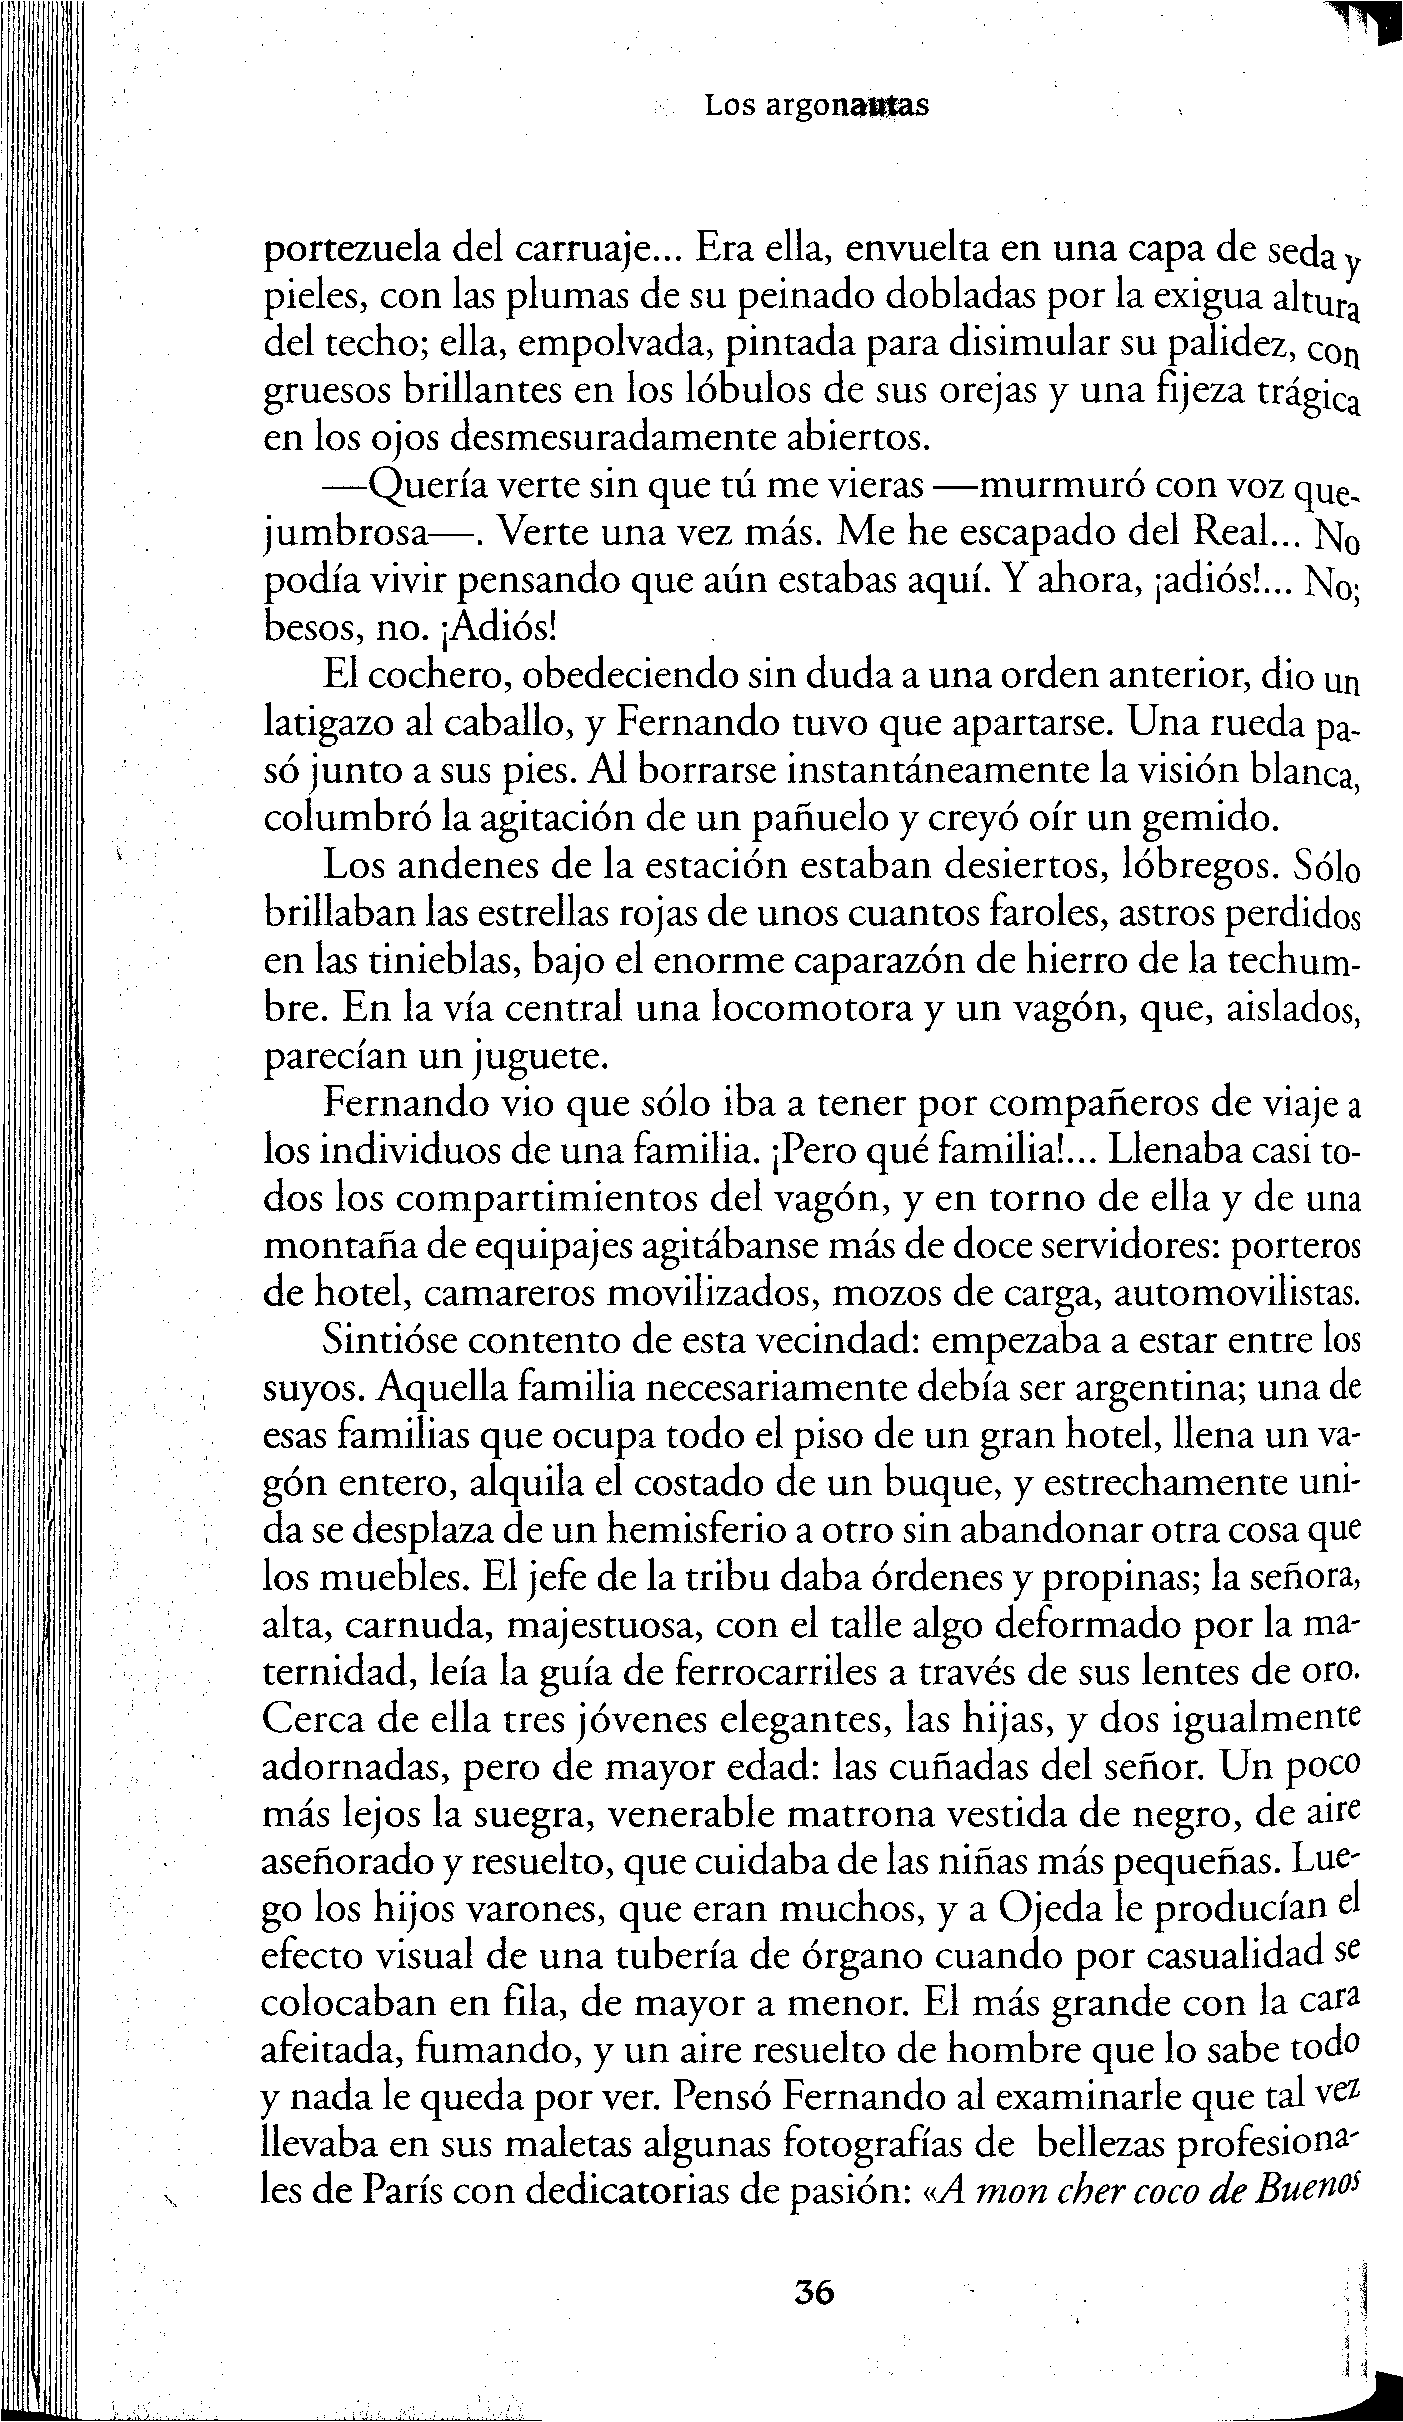 Los argonautas
portezuela del carruaje... Era ella, envuelta en una capa de seda y
pieles, con las plumas de su peinado dobladas por la exigua altura
del techo; ella, empolvada, pintada para disimular su palidez, con
gruesos brillantes en los lóbulos de sus orejas y una fijeza trágica
en los ojos desmesuradamente abiertos.
—Quería verte sin que tú me vieras —murmuró con voz que-
jumbrosa—. Verte una vez más. Me he escapado del Real... No
podía vivir pensando que aún estabas aquí. Y ahora, ¡adiós!... No;
besos, no. ¡Adiós!
El cochero, obedeciendo sin duda a una orden anterior, dio un
latigazo al caballo, y Fernando tuvo que apartarse. Una rueda pa-
só junto a sus pies. Al borrarse instantáneamente la visión blanca,
columbró la agitación de un pañuelo y creyó oír un gemido.
Los andenes de la estación estaban desiertos, lóbregos. Sólo
brillaban las estrellas rojas de unos cuantos faroles, astros perdidos
en las tinieblas, bajo el enorme caparazón de hierro de la techum-
bre. En la vía central una locomotora y un vagón, que, aislados,
parecían un juguete.
Fernando vio que sólo iba a tener por compañeros de viaje a
los individuos de una familia. ¡Pero qué familia!... Llenaba casi to-
dos los compartimientos del vagón, y en torno de ella y de una
montaña de equipajes agitábanse más de doce servidores: porteros
de hotel, camareros movilizados, mozos de carga, automovilistas.
Sintióse contento de esta vecindad: empezaba a estar entre los
suyos. Aquella familia necesariamente debía ser argentina; una de
esas familias que ocupa todo el piso de un gran hotel, llena un va-
gón entero, alquila el costado de un buque, y estrechamente uni-
da se desplaza de un hemisferio a otro sin abandonar otra cosa que
los muebles. El jefe de la tribu daba órdenes y propinas; la señora,
alta, carnuda, majestuosa, con el talle algo deformado por la ma-
ternidad, leía la guía de ferrocarriles a través de sus lentes de oro.
Cerca de ella tres jóvenes elegantes, las hijas, y dos igualmente
adornadas, pero de mayor edad: las cuñadas del señor. Un poco
más lejos la suegra, venerable matrona vestida de negro, de aire
aseñorado y resuelto, que cuidaba de las niñas más pequeñas. Lue-
go los hijos varones, que eran muchos, y a Ojeda le producían el
efecto visual de una tubería de órgano cuando por casualidad se
colocaban en fila, de mayor a menor. El más grande con la cara
afeitada, fumando, y un aire resuelto de hombre que lo sabe todo
y nada le queda por ver. Pensó Fernando al examinarle que tal vez
llevaba en sus maletas algunas fotografías de bellezas profesiona-
les de París con dedicatorias de pasión: «A mon cher coco de Buenos
36